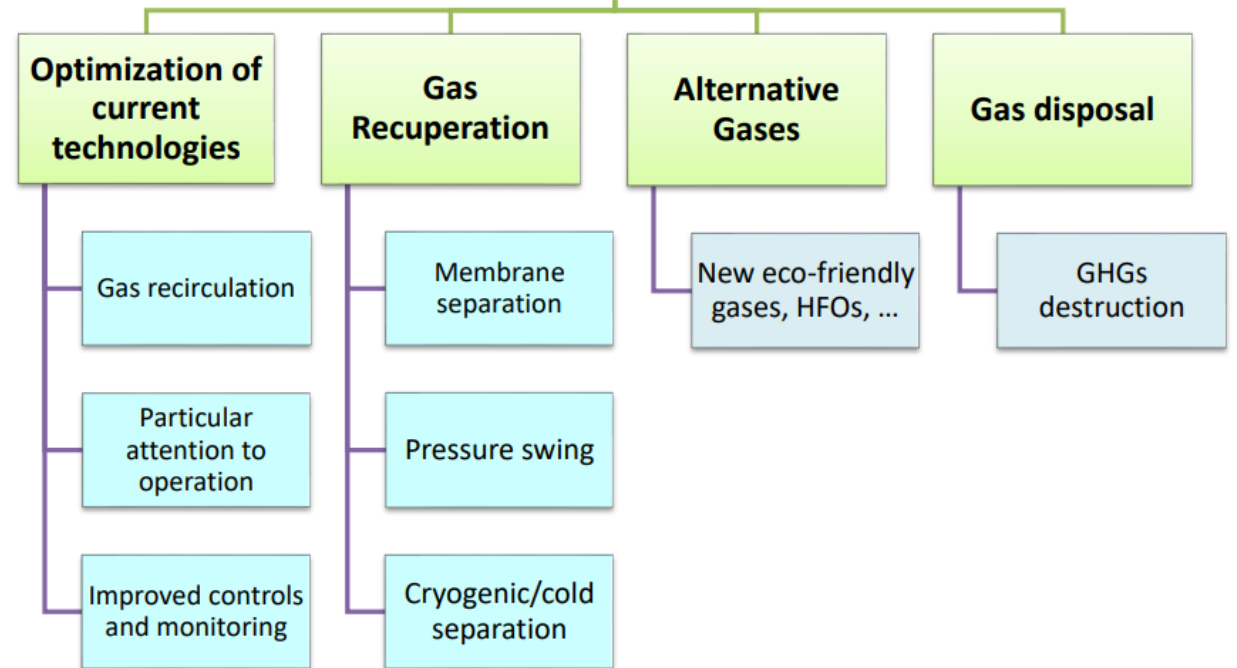 Optimization of
current
technologies
Gas recirculation
Particular
attention to
operation
Improved controls
and monitoring
Gas
Recuperation
Membrane
separation
Pressure swing
Cryogenic/cold
separation
Alternative
Gases
New eco-friendly
gases, HFOs, ...
Gas disposal
GHGs
destruction